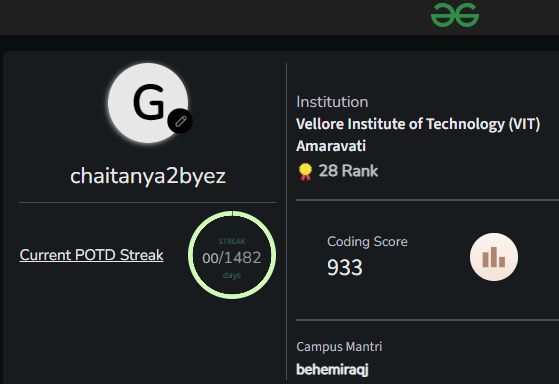 G
chaitanya2byez
Current POTD Streak
STREAK
00/1482
days
Institution
Vellore Institute of Technology (VIT)
Amaravati
28 Rank
Coding Score
933
Campus Mantri
behemiraqj